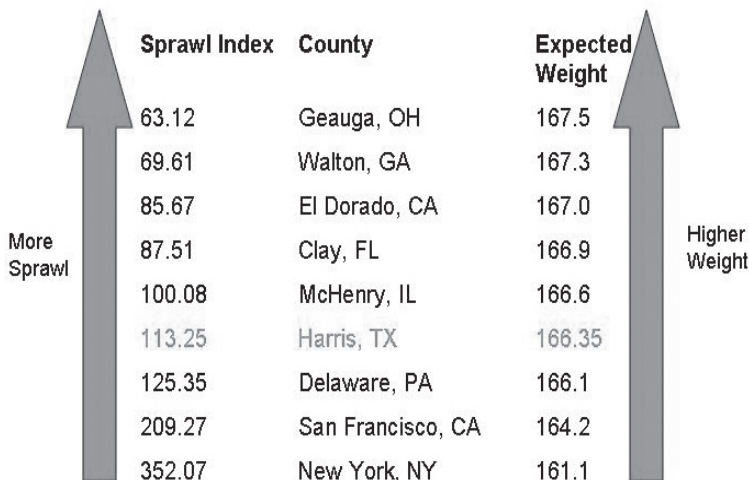 Sprawl Index County Expected
Weight
63.12 Geauga, OH 167.5
69.61 Walton, GA 167.3
85.67 El Dorado, CA 167.0
87.51 Clay, FL 166.9
100.08 McHenry, IL 166.6
113.25 Harris, TX 166.35
125.35 Delaware, PA 166.1
209.27 San Francisco, CA 164.2
352.07 New York, NY 161.1
More
Sprawl
Higher
Weight